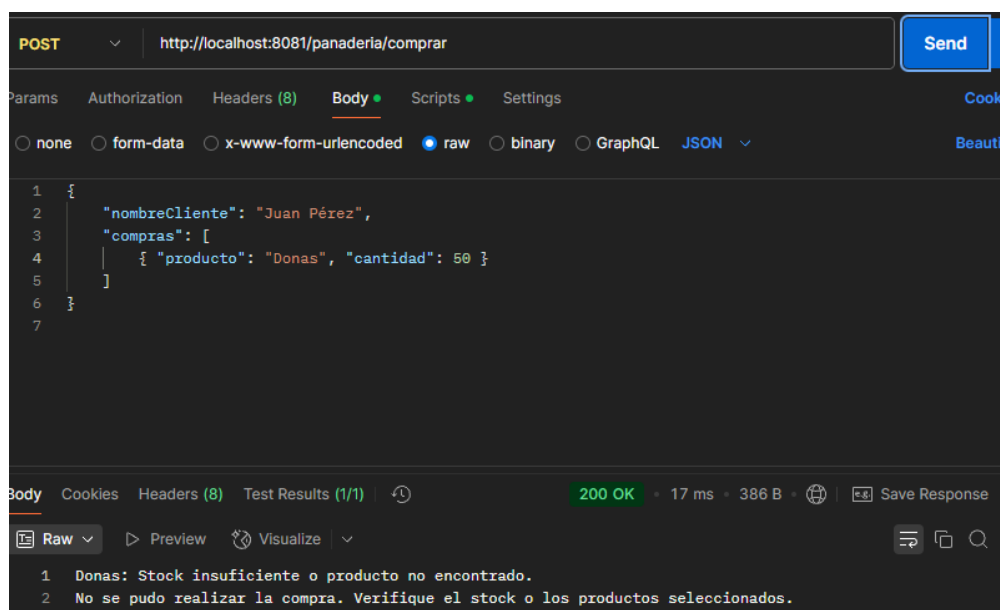 POST http://localhost:8081/panaderia/comprar Send
Params Authorization Headers (8) Body Scripts Settings Cook
none form-data x-www-form-urlencoded raw binary GraphQL JSON Beauti
1 {
2 "nombreCliente": "Juan Pérez",
3 "compras": [
4 { "producto": "Donas", "cantidad": 50 }
5 ]
6 }
7
Body Cookies Headers (8) Test Results (1/1) 200 OK 17 ms 386 B e.g. Save Response
Raw Preview Visualize
1 Donas: Stock insuficiente o producto no encontrado.
2 No se pudo realizar la compra. Verifique el stock o los productos seleccionados.